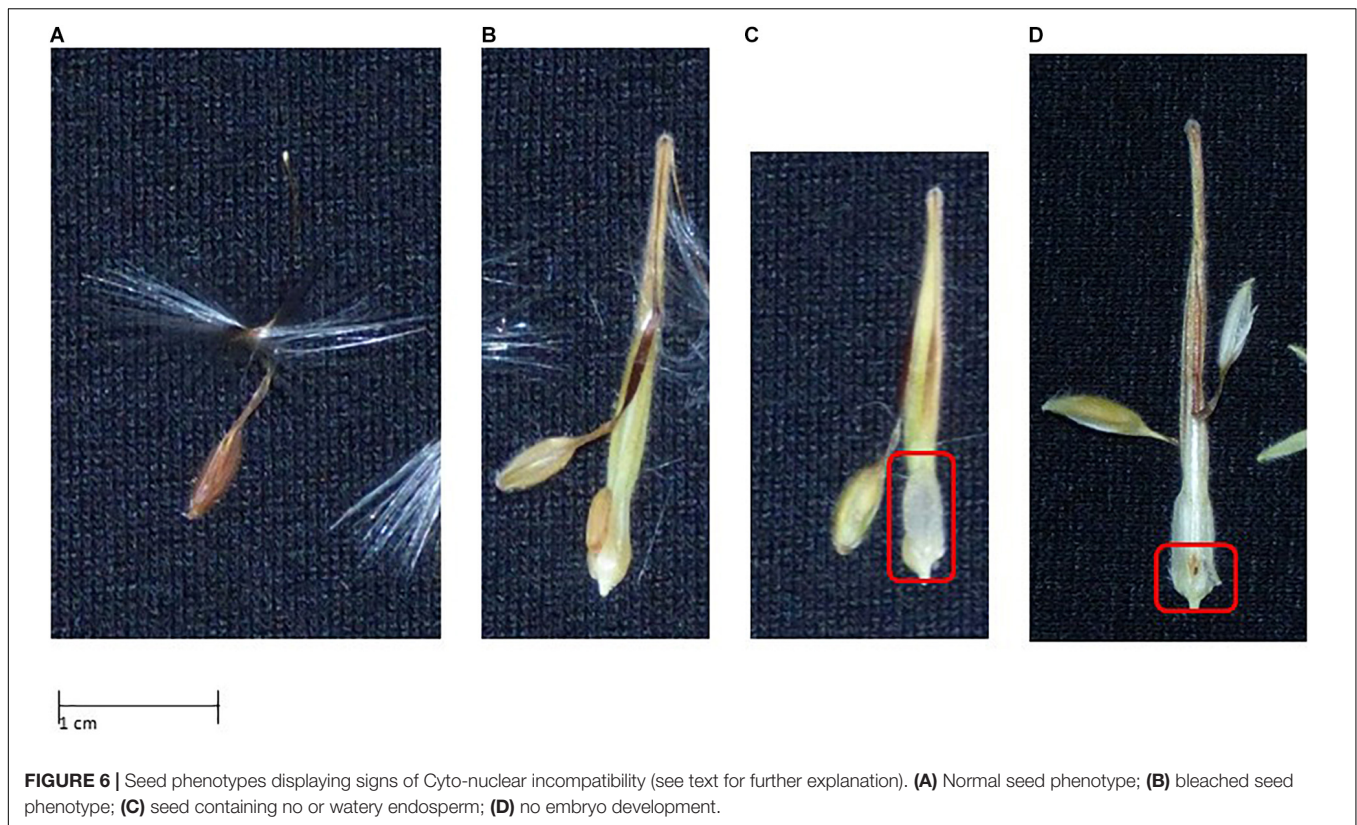 A
B
C
D
1 cm
FIGURE 6 | Seed phenotypes displaying signs of Cyto-nuclear incompatibility (see text for further explanation). (A) Normal seed phenotype; (B) bleached seed
phenotype; (C) seed containing no or watery endosperm; (D) no embryo development.